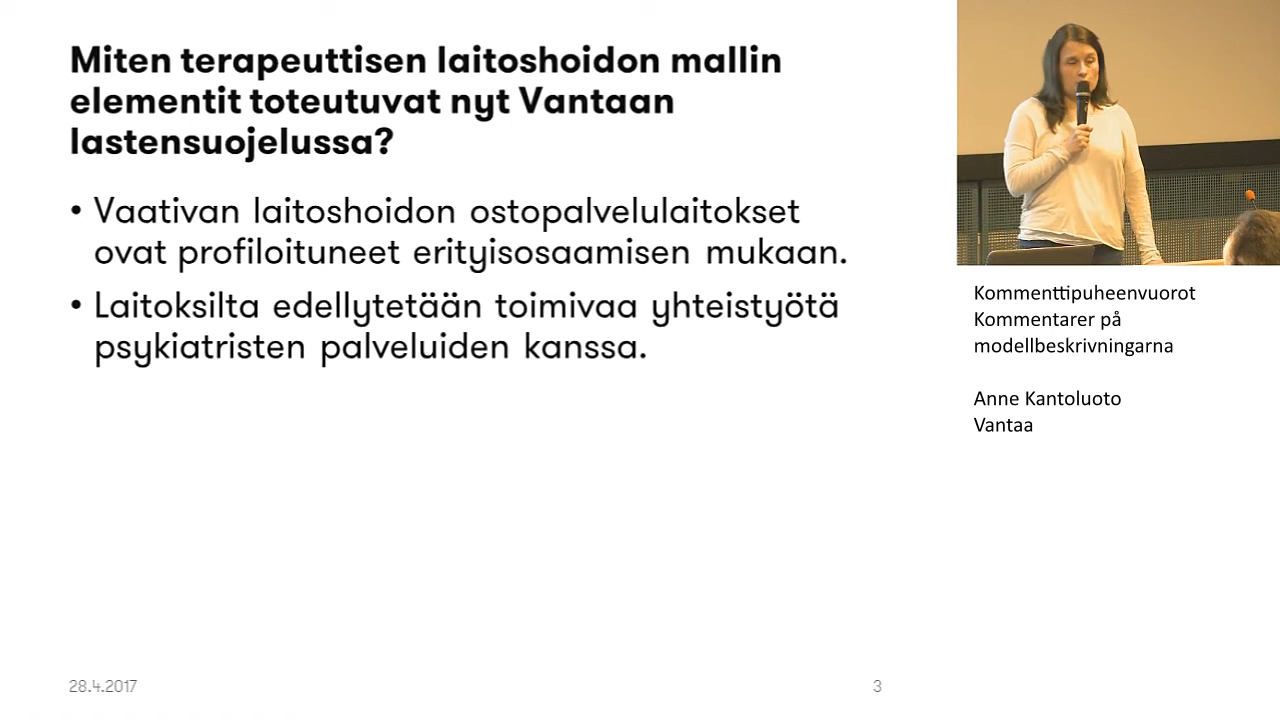 Miten terapeuttisen laitoshoidon mallin
elementit toteutuvat nyt Vantaan
lastensuojelussa?
• Vaativan laitoshoidon ostopalvelulaitokset
ovat profiloituneet erityisosaamisen mukaan.
• Laitoksilta edellytetään toimivaa yhteistyötä
psykiatristen palveluiden kanssa.
28.4.2017
3
Kommenttipuheenvuorot
Kommentarer på
modellbeskrivningarna
Anne Kantoluoto
Vantaa